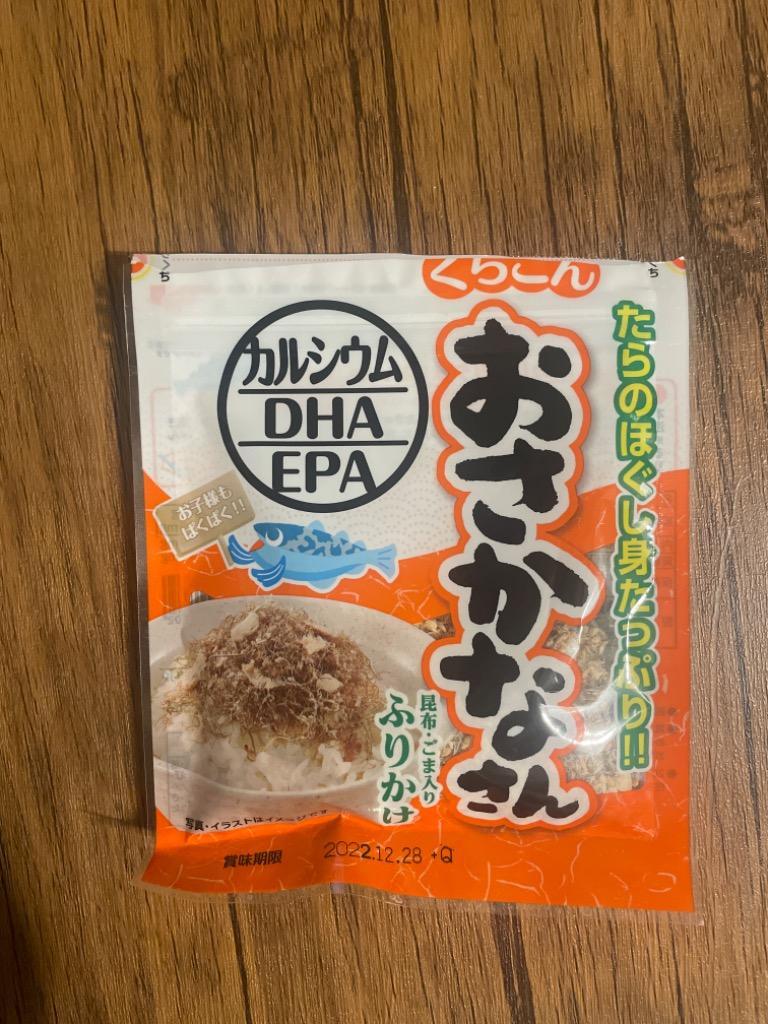 くらこん
たらのほぐし身たっぷり!!
おさかなさん
カルシウム
DHA
EPA
お子様も
ぱくぱく!!
昆布・ごま入り
ふりかけ
写真・イラストはイメージです
賞味期限 2022.12.28 +Q